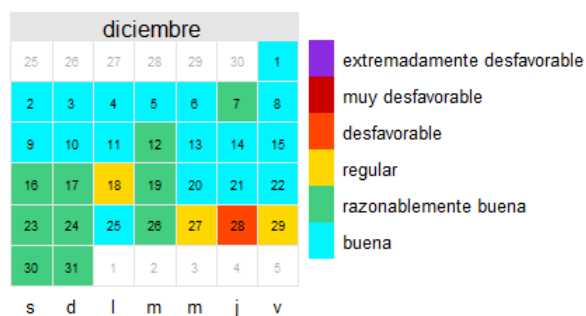 diciembre
25 26 27 28 29 30 1
2 3 4 5 6 7 8
9 10 11 12 13 14 15
16 17 18 19 20 21 22
23 24 25 26 27 28 29
30 31 1 2 3 4 5
s d l m m j v
extremadamente desfavorable
muy desfavorable
desfavorable
regular
razonablemente buena
buena